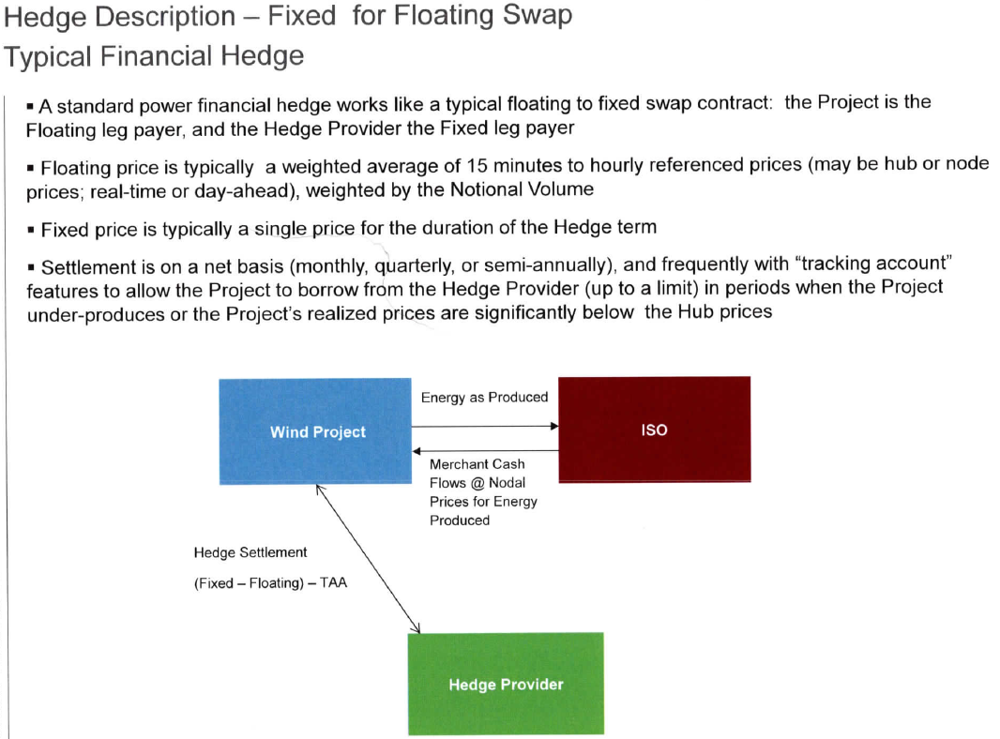 Hedge Description – Fixed for Floating Swap
Typical Financial Hedge
▪ A standard power financial hedge works like a typical floating to fixed swap contract: the Project is the
Floating leg payer, and the Hedge Provider the Fixed leg payer
▪ Floating price is typically a weighted average of 15 minutes to hourly referenced prices (may be hub or node
prices; real-time or day-ahead), weighted by the Notional Volume
▪ Fixed price is typically a single price for the duration of the Hedge term
▪ Settlement is on a net basis (monthly, quarterly, or semi-annually), and frequently with “tracking account”
features to allow the Project to borrow from the Hedge Provider (up to a limit) in periods when the Project
under-produces or the Project’s realized prices are significantly below the Hub prices
Energy as Produced
Wind Project
ISO
Merchant Cash
Flows @ Nodal
Prices for Energy
Produced
Hedge Settlement
(Fixed – Floating) – TAA
Hedge Provider